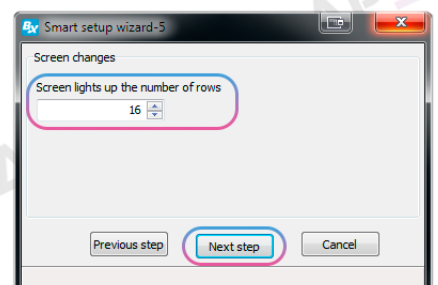 BX Smart setup wizard-5
Screen changes
Screen lights up the number of rows
16
Previous step Next step Cancel